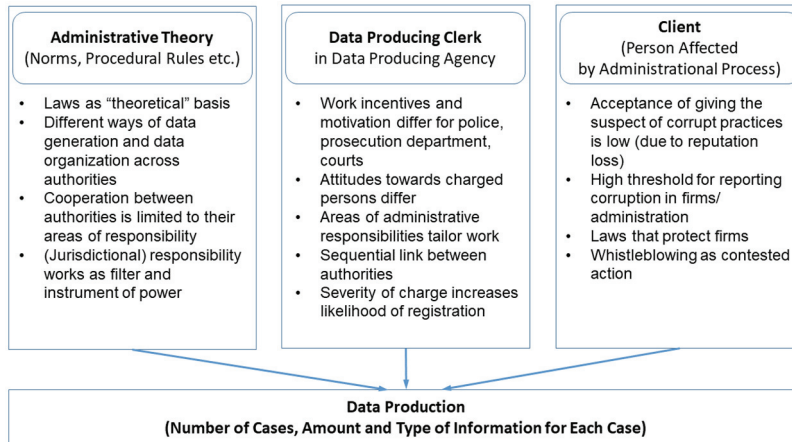 Administrative Theory
(Norms, Procedural Rules etc.)
• Laws as “theoretical” basis
• Different ways of data
generation and data
organization across
authorities
• Cooperation between
authorities is limited to their
areas of responsibility
• (Jurisdictional) responsibility
works as filter and
instrument of power
Data Producing Clerk
in Data Producing Agency
• Work incentives and
motivation differ for police,
prosecution department,
courts
• Attitudes towards charged
persons differ
• Areas of administrative
responsibilities tailor work
• Sequential link between
authorities
• Severity of charge increases
likelihood of registration
Client
(Person Affected
by Administrational Process)
• Acceptance of giving the
suspect of corrupt practices
is low (due to reputation
loss)
• High threshold for reporting
corruption in firms/
administration
• Laws that protect firms
• Whistleblowing as contested
action
Data Production
(Number of Cases, Amount and Type of Information for Each Case)